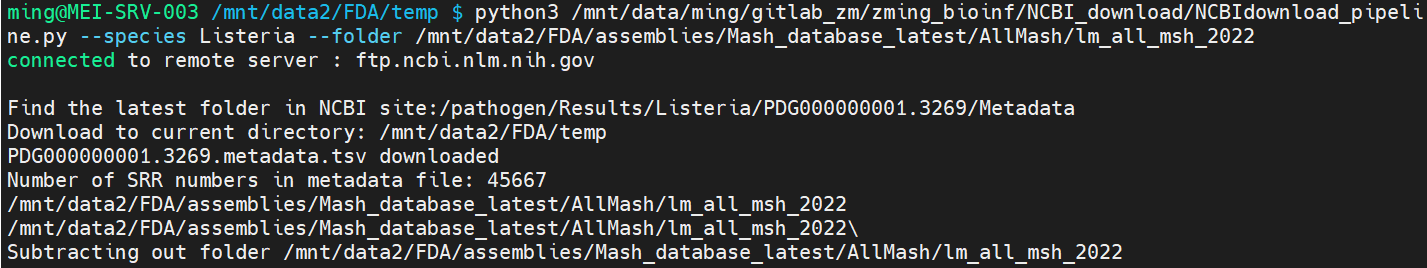 ming@MEI-SRV-003 /mnt/data2/FDA/temp $ python3 /mnt/data/ming/gitlab_zm/zming_bioinf/NCBI_download/NCBIdownload_pipeli
ne.py --species Listeria --folder /mnt/data2/FDA/assemblies/Mash_database_latest/AllMash/lm_all_msh_2022
connected to remote server : ftp.ncbi.nlm.nih.gov

Find the latest folder in NCBI site:/pathogen/Results/Listeria/PDG000000001.3269/Metadata
Download to current directory: /mnt/data2/FDA/temp
PDG000000001.3269.metadata.tsv downloaded
Number of SRR numbers in metadata file: 45667
/mnt/data2/FDA/assemblies/Mash_database_latest/AllMash/lm_all_msh_2022
/mnt/data2/FDA/assemblies/Mash_database_latest/AllMash/lm_all_msh_2022\
Subtracting out folder /mnt/data2/FDA/assemblies/Mash_database_latest/AllMash/lm_all_msh_2022